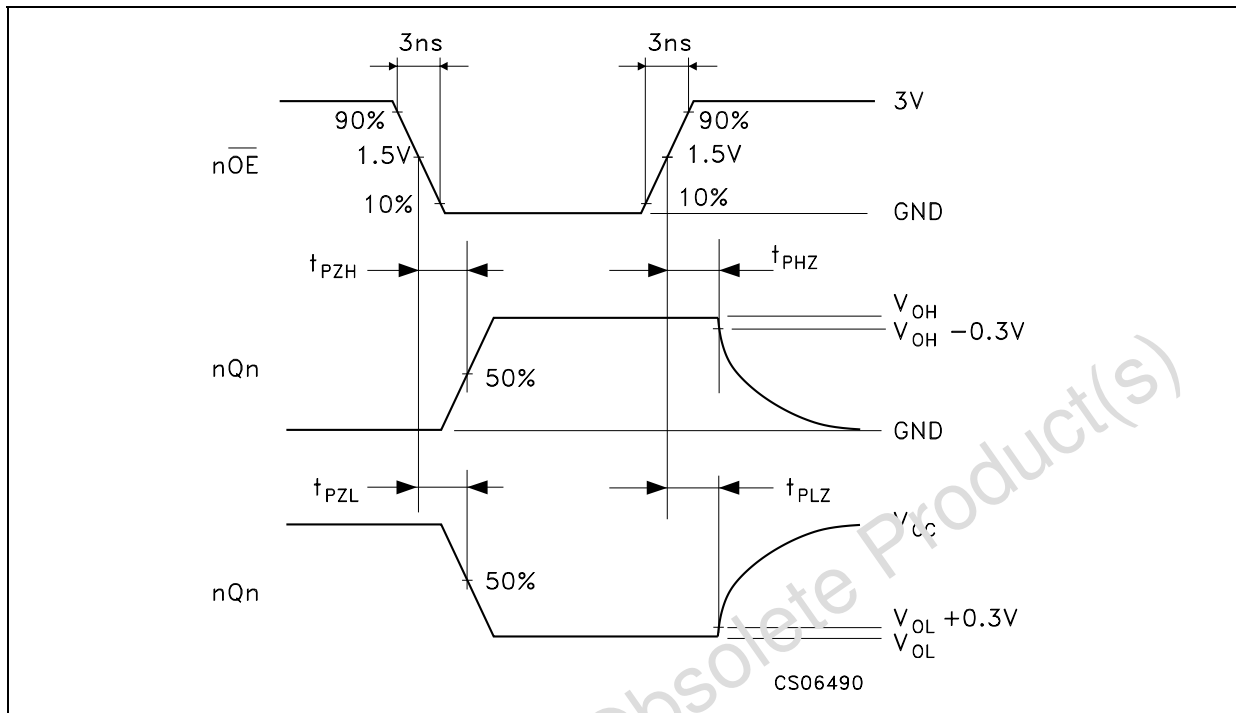 3ns 3ns
3V
90% 90%
1.5V 1.5V
nOE
10% 10%
GND
tPZH tPHZ
VOH
VOH −0.3V
nQn
50%
GND
tPZL tPLZ
VCC
50%
nQn
VOL +0.3V
VOL
CS06490
Obsolete Product(s)